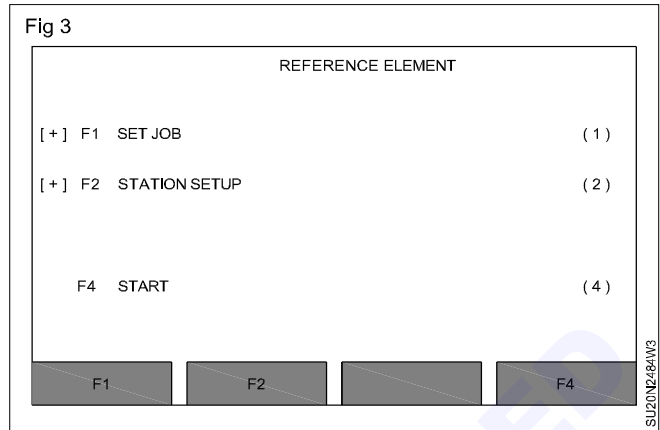 Fig 3
REFERENCE ELEMENT
[ + ] F1 SET JOB ( 1 )
[ + ] F2 STATION SETUP ( 2 )
F4 START ( 4 )
F1 F2 F4
SU20N2484W3